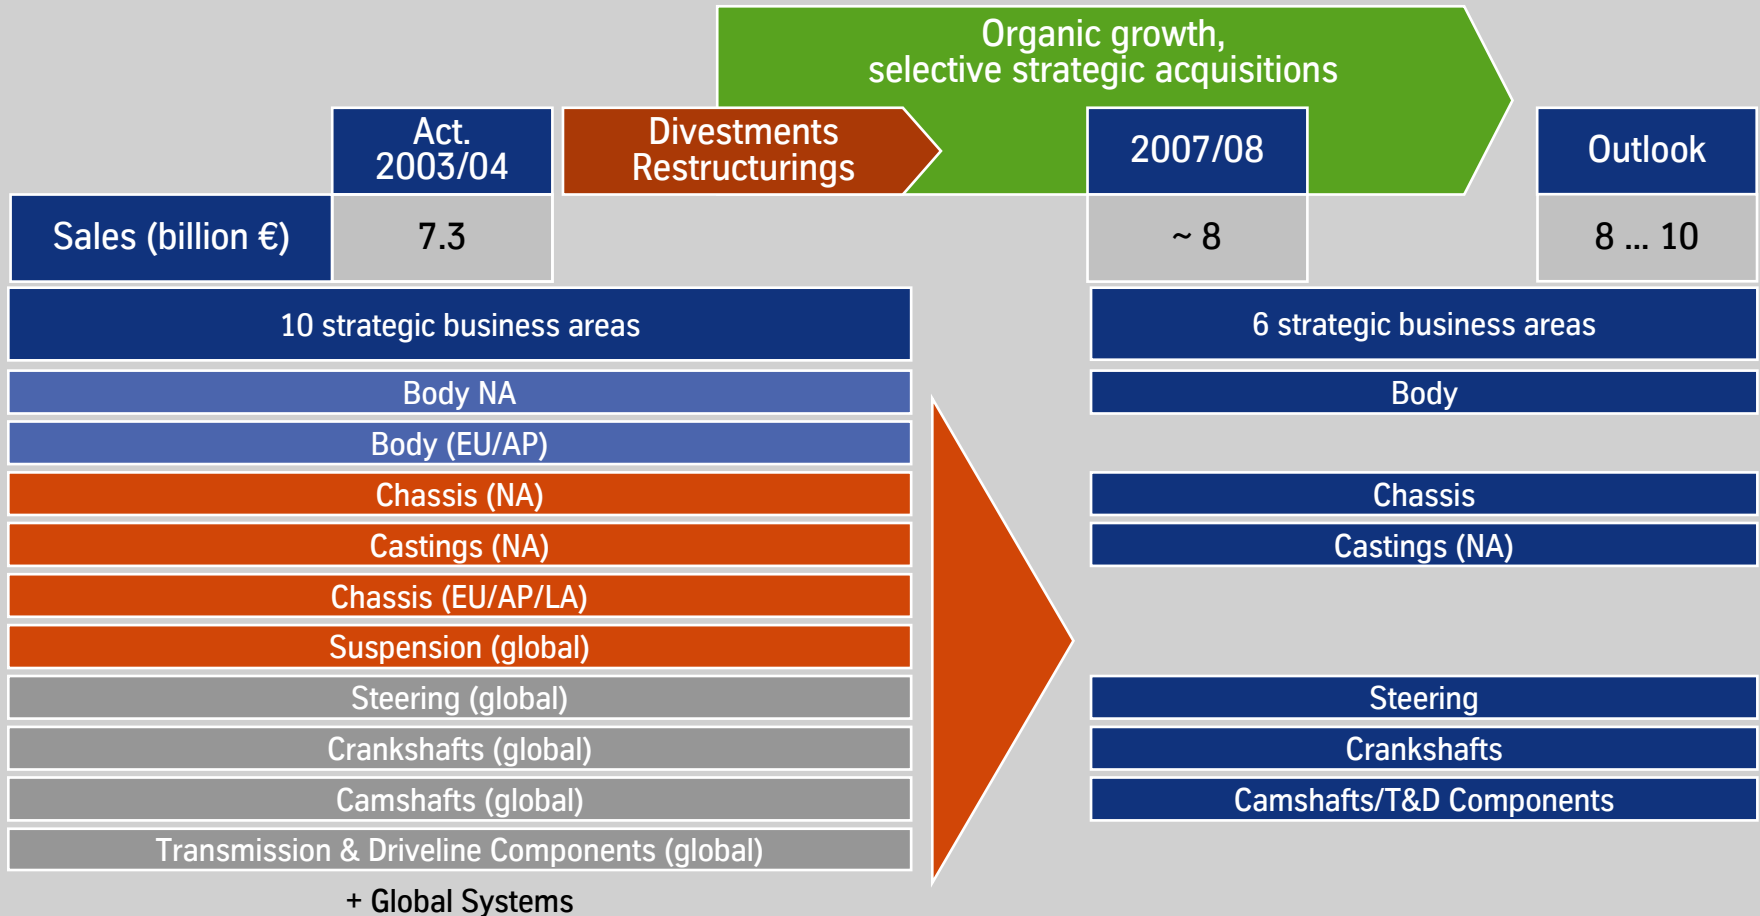 Organic growth,
selective strategic acquisitions
Act.
2003/04
Divestments
Restructurings
2007/08
Outlook
Sales (billion €)
7.3
~ 8
8 ... 10
10 strategic business areas
6 strategic business areas
Body NA
Body
Body (EU/AP)
Chassis (NA)
Chassis
Castings (NA)
Castings (NA)
Chassis (EU/AP/LA)
Suspension (global)
Steering (global)
Steering
Crankshafts (global)
Crankshafts
Camshafts (global)
Camshafts/T&D Components
Transmission & Driveline Components (global)
+ Global Systems